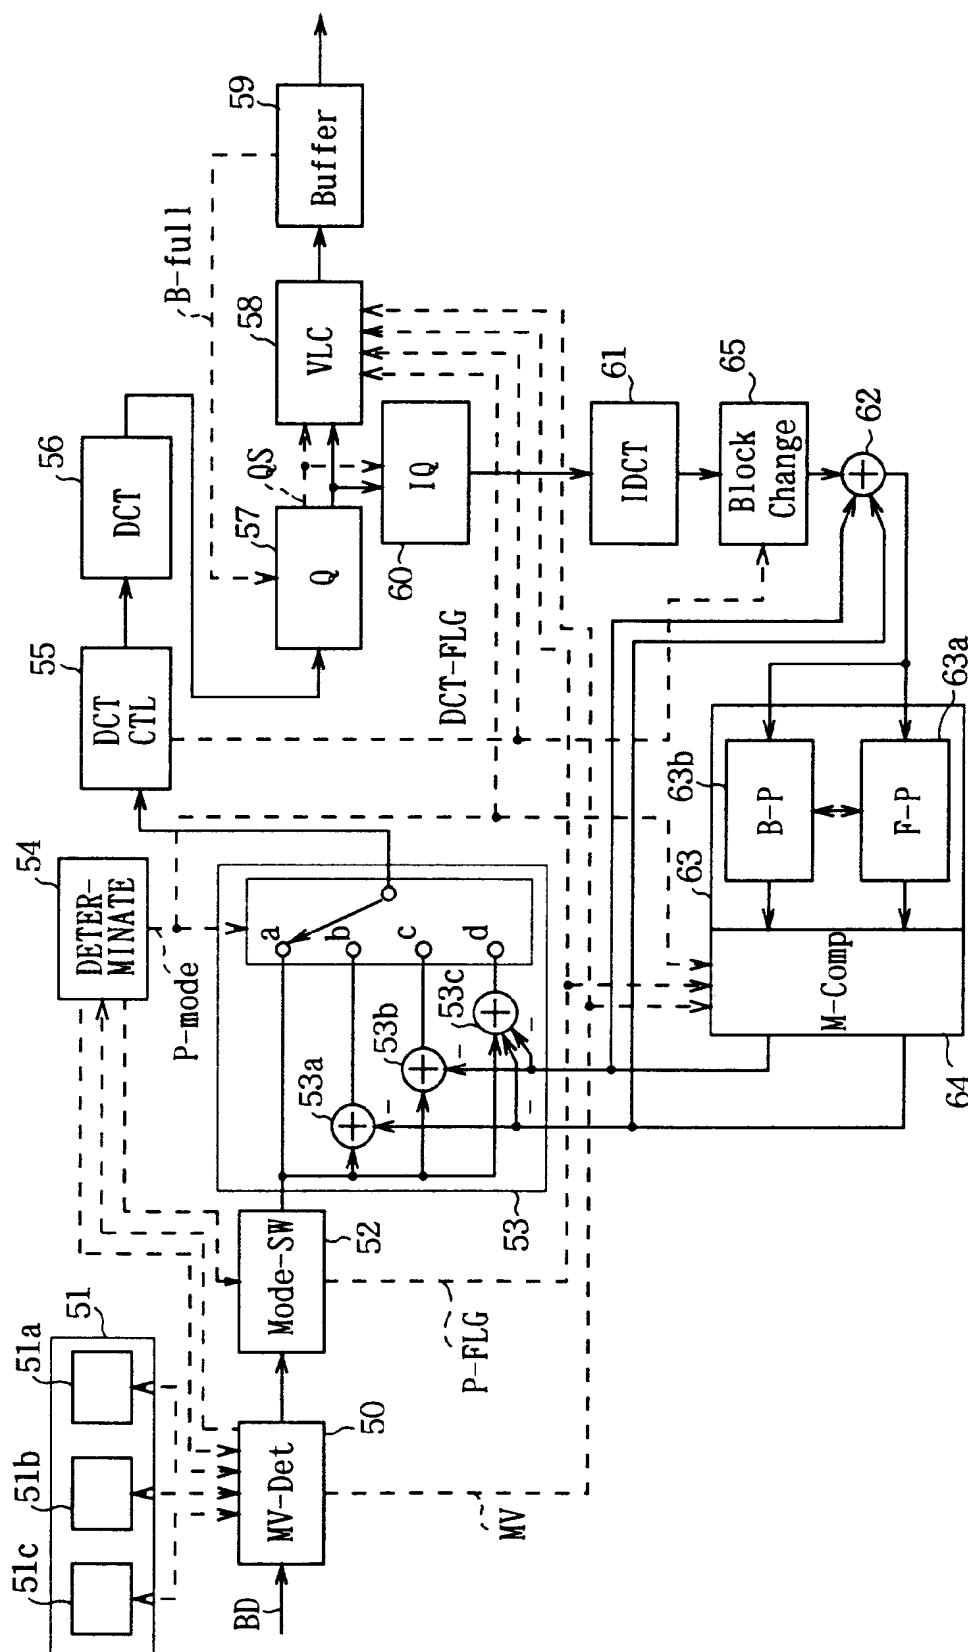 51
51a
51b
51c
BD
MV-Det
50
MV
Mode-SW
52
P-FLG
DETER-
MINATE
54
P-mode
53
53a
53b
53c
a
b
c
d
DCT
CTL
55
DCT
56
Q
57
QS
B-full
VLC
58
Buffer
59
DCT-FLG
IQ
60
IDCT
61
Block
Change
65
62
M-Comp
64
63
B-P
63b
F-P
63a